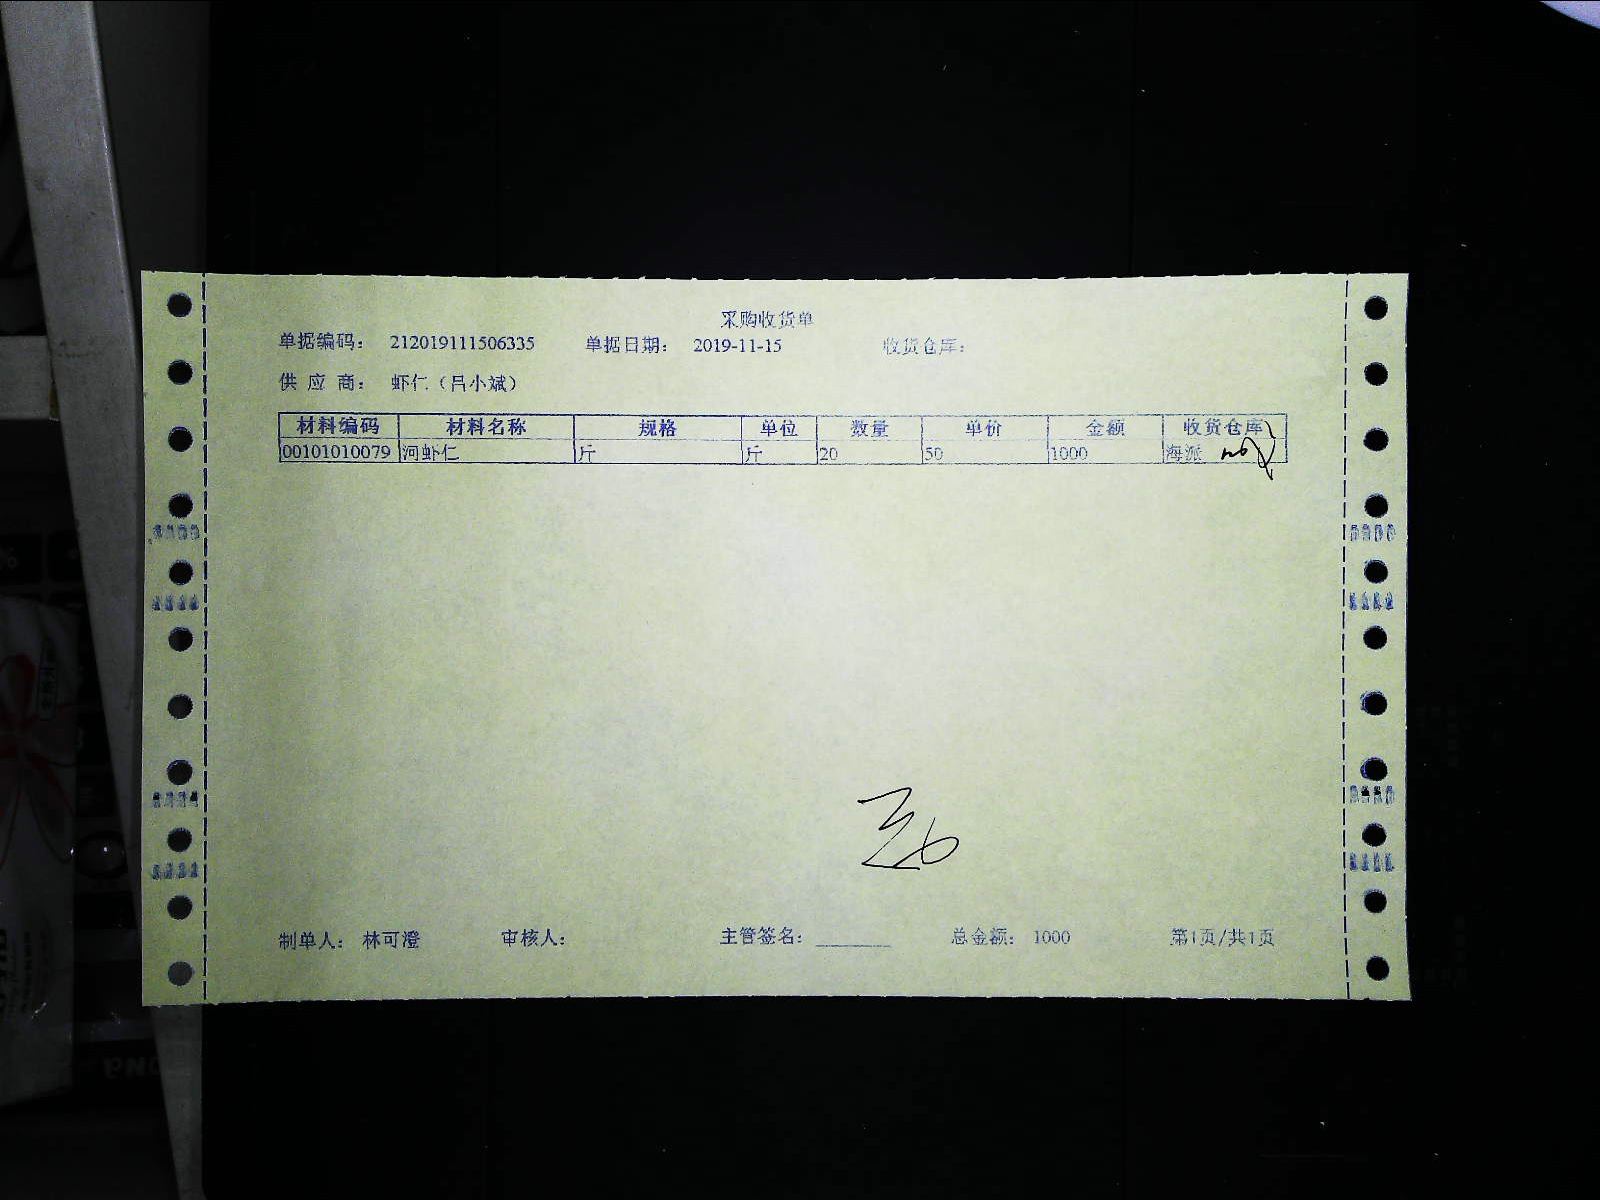 采购收货单
单据编码： 212019111506335 单据日期： 2019-11-15 收货仓库：
供 应 商： 虾仁（吕小斌）
材料编码 材料名称 规格 单位 数量 单价 金额 收货仓库
00101010079 河虾仁 斤 斤 20 50 1000 海派
制单人： 林可澄 审核人： 主管签名： 总金额： 1000 第1页/共1页